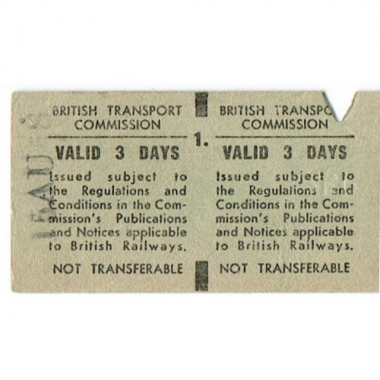 BRITISH TRANSPORT
COMMISSION
VALID 3 DAYS
Issued subject to
the Regulations and
Conditions in the Com-
mission's Publications
and Notices applicable
to British Railways.
NOT TRANSFERABLE
1.
BRITISH TRANSPO
COMMISSION
VALID 3 DAYS
Issued subject to
the Regulations and
Conditions in the Com-
mission's Publications
and Notices applicable
to British Railways.
NOT TRANSFERABLE